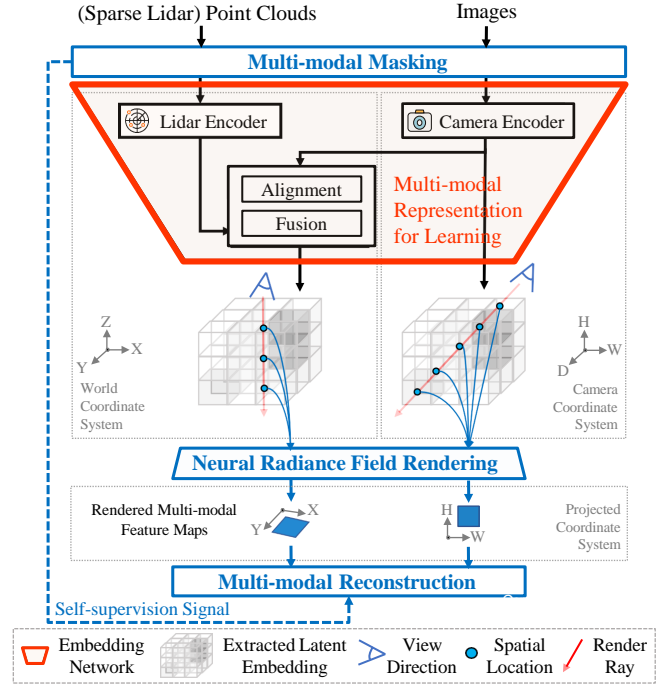 (Sparse Lidar) Point Clouds
Images
Multi-modal Masking
Lidar Encoder
Camera Encoder
Alignment
Fusion
Multi-modal
Representation
for Learning
Z
X
Y
World
Coordinate
System
H
W
D
Camera
Coordinate
System
Neural Radiance Field Rendering
Rendered Multi-modal
Feature Maps
X
Y
H
W
Projected
Coordinate
System
Multi-modal Reconstruction
Self-supervision Signal
Embedding
Network
Extracted Latent
Embedding
View
Direction
Spatial
Location
Render
Ray